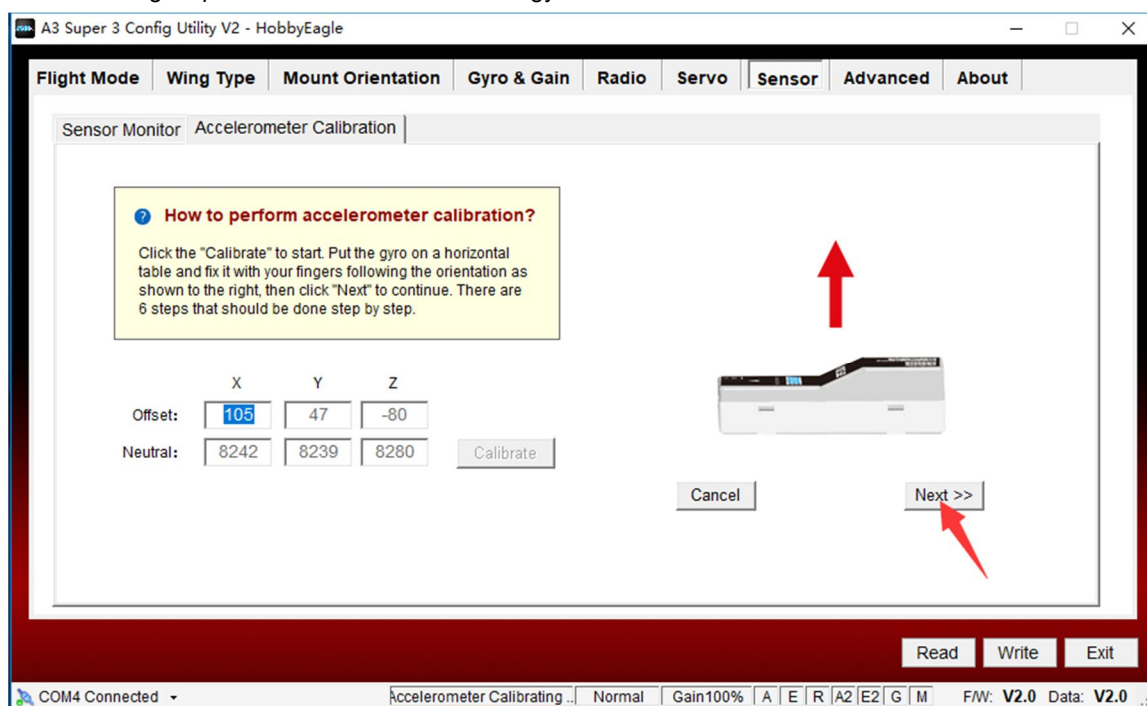 A3 Super 3 Config Utility V2 - HobbyEagle
Flight Mode Wing Type Mount Orientation Gyro & Gain Radio Servo Sensor Advanced About
Sensor Monitor Accelerometer Calibration
How to perform accelerometer calibration?
Click the "Calibrate" to start. Put the gyro on a horizontal
table and fix it with your fingers following the orientation as
shown to the right, then click "Next" to continue. There are
6 steps that should be done step by step.
X Y Z
Offset: 105 47 -80
Neutral: 8242 8239 8280 Calibrate
Cancel Next >>
Read Write Exit
COM4 Connected Accelerometer Calibrating .. Normal Gain100% A E R A2 E2 G M F/W: V2.0 Data: V2.0